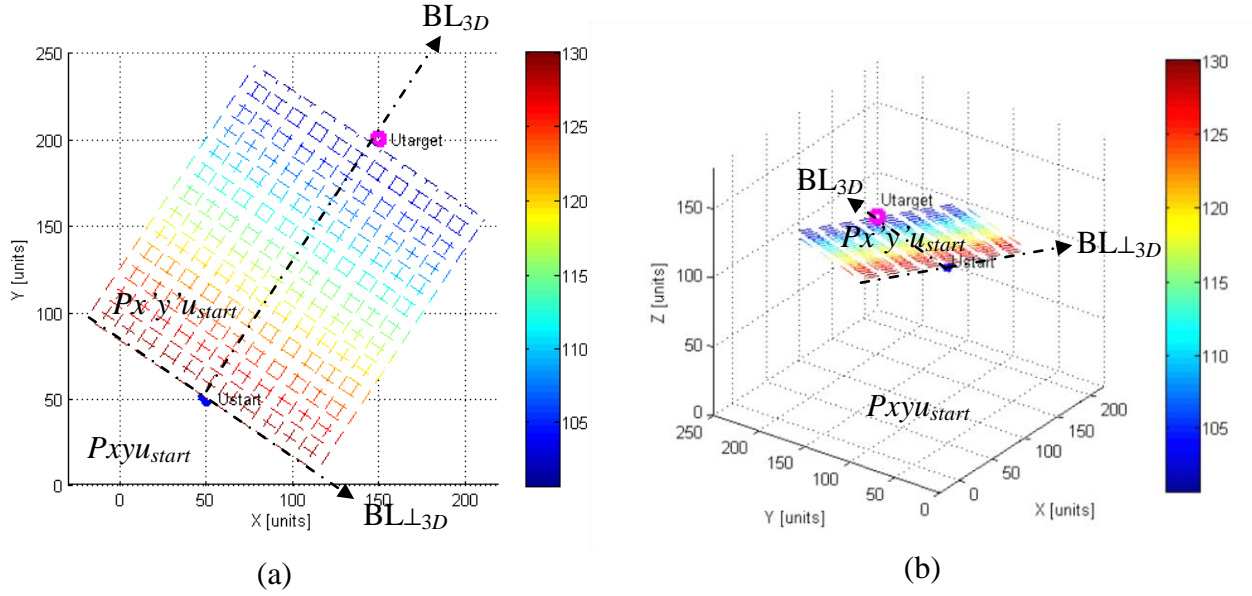 BL3D
250
200
150
100
50
0
Y [units]
0
50
100
150
200
X [units]
Utarget
Px'y'ustart
Ustart
Pxyustart
BL⊥3D
130
125
120
115
110
105
(a)
150
100
50
0
Z [units]
BL3D
Utarget
Px'y'ustart
Ustart
BL⊥3D
Pxyustart
250
200
150
100
50
0
Y [units]
0
50
100
150
200
X [units]
130
125
120
115
110
105
(b)